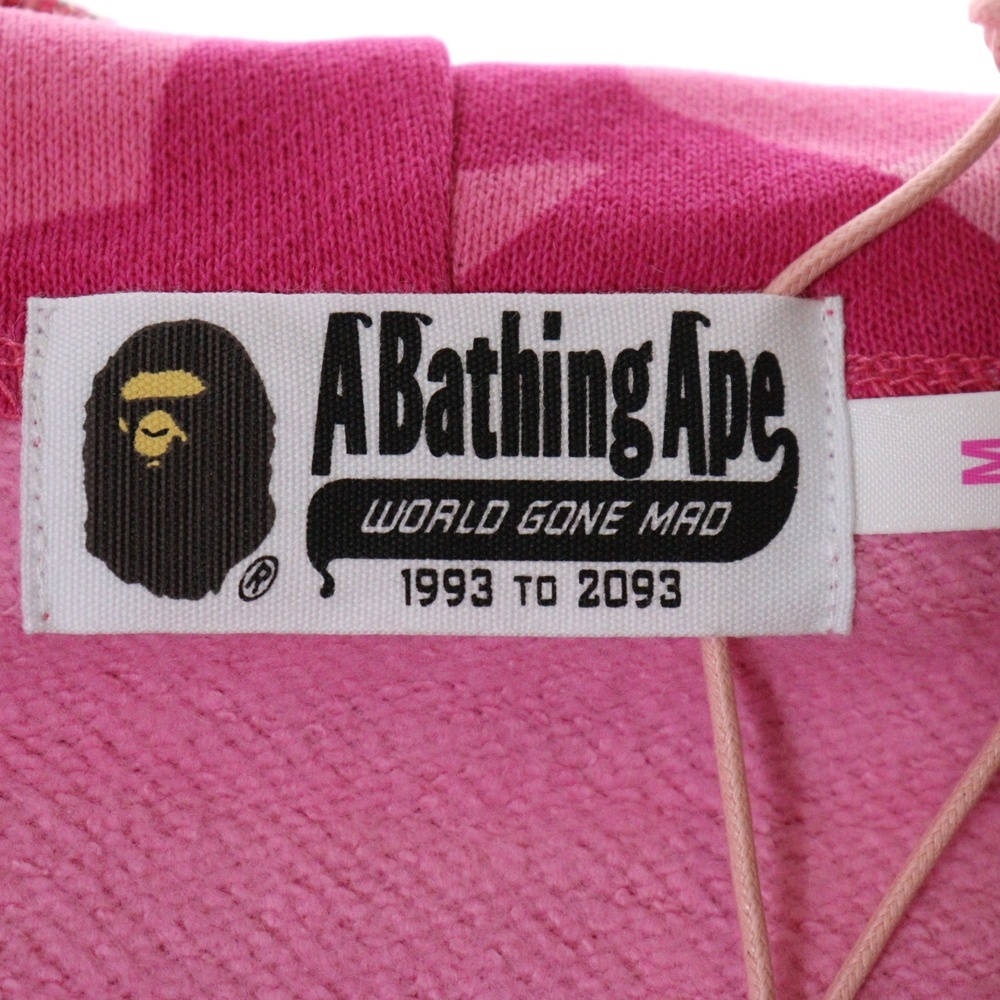 A Bathing Ape
WORLD GONE MAD
®
1993 TO 2093
M